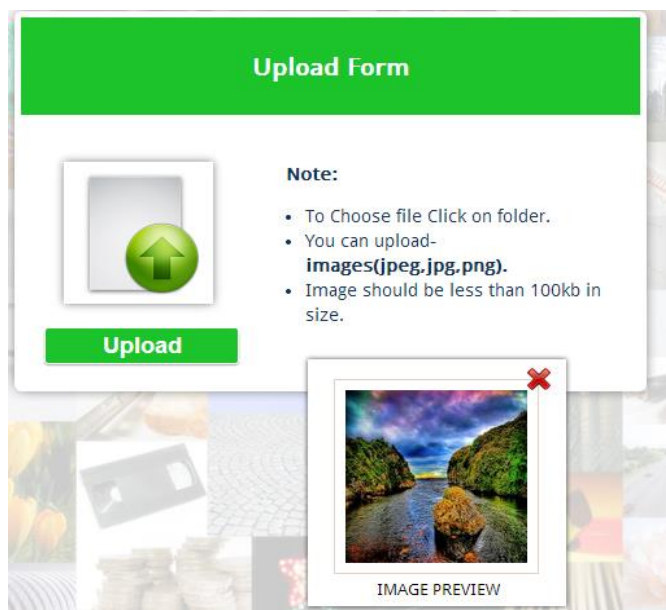 Upload Form
Note:
To Choose file Click on folder.
You can upload-
images(jpeg,jpg,png).
Image should be less than 100kb in
size.
Upload
IMAGE PREVIEW